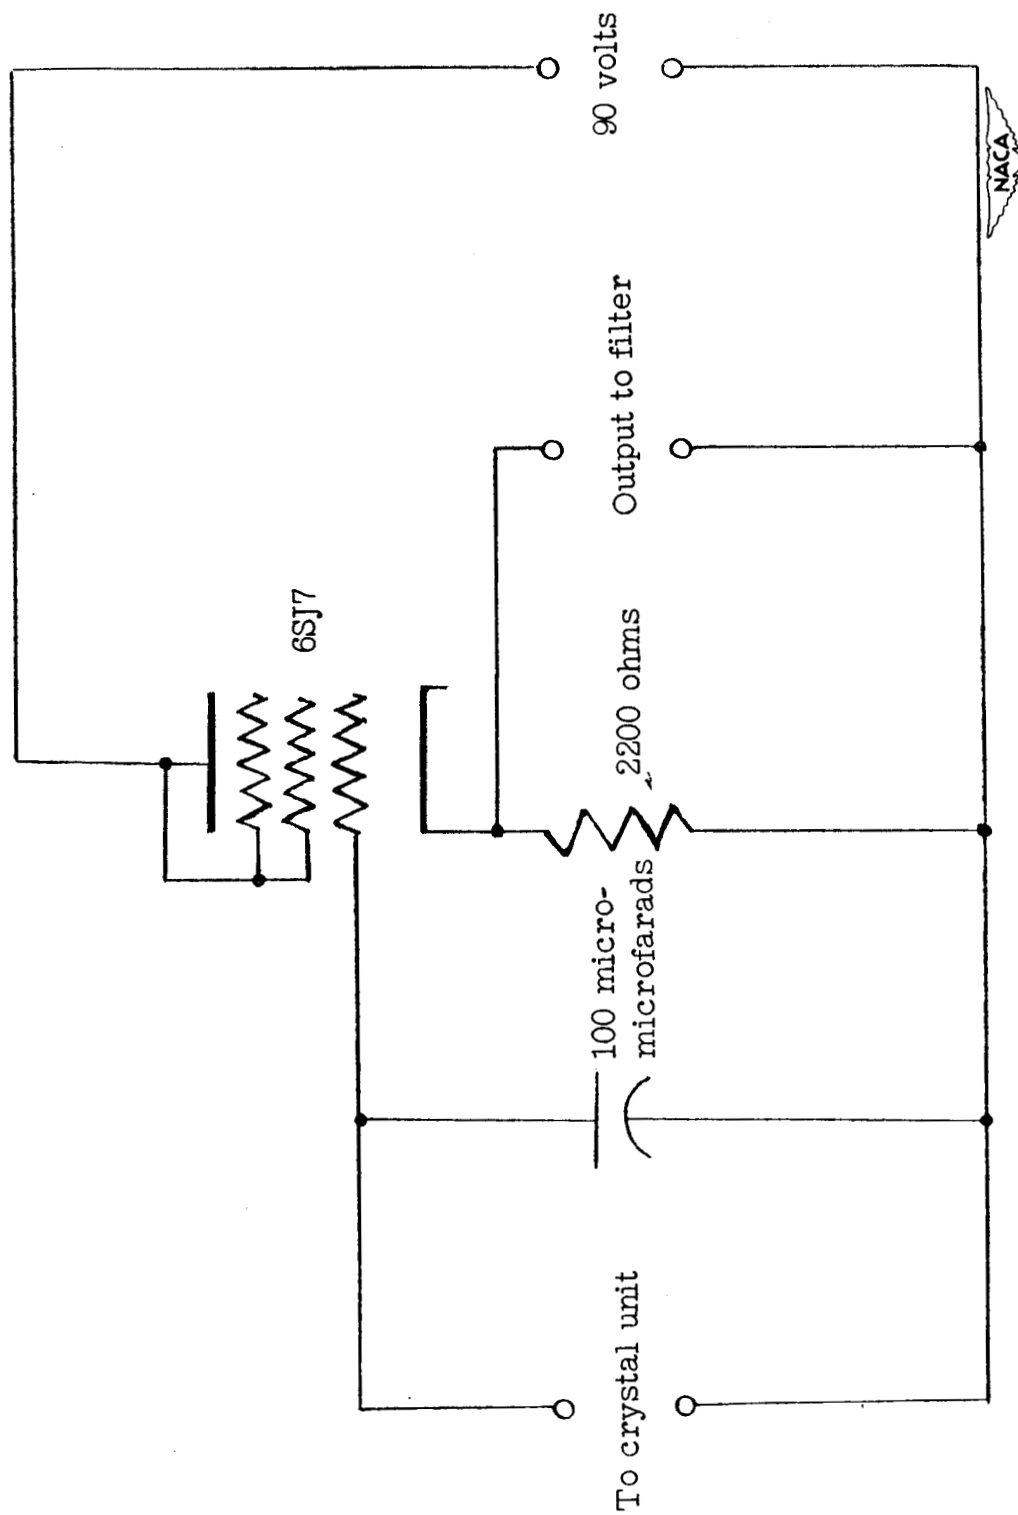 6SJ7
To crystal unit
100 micro-
microfarads
2200 ohms
Output to filter
90 volts
NACA